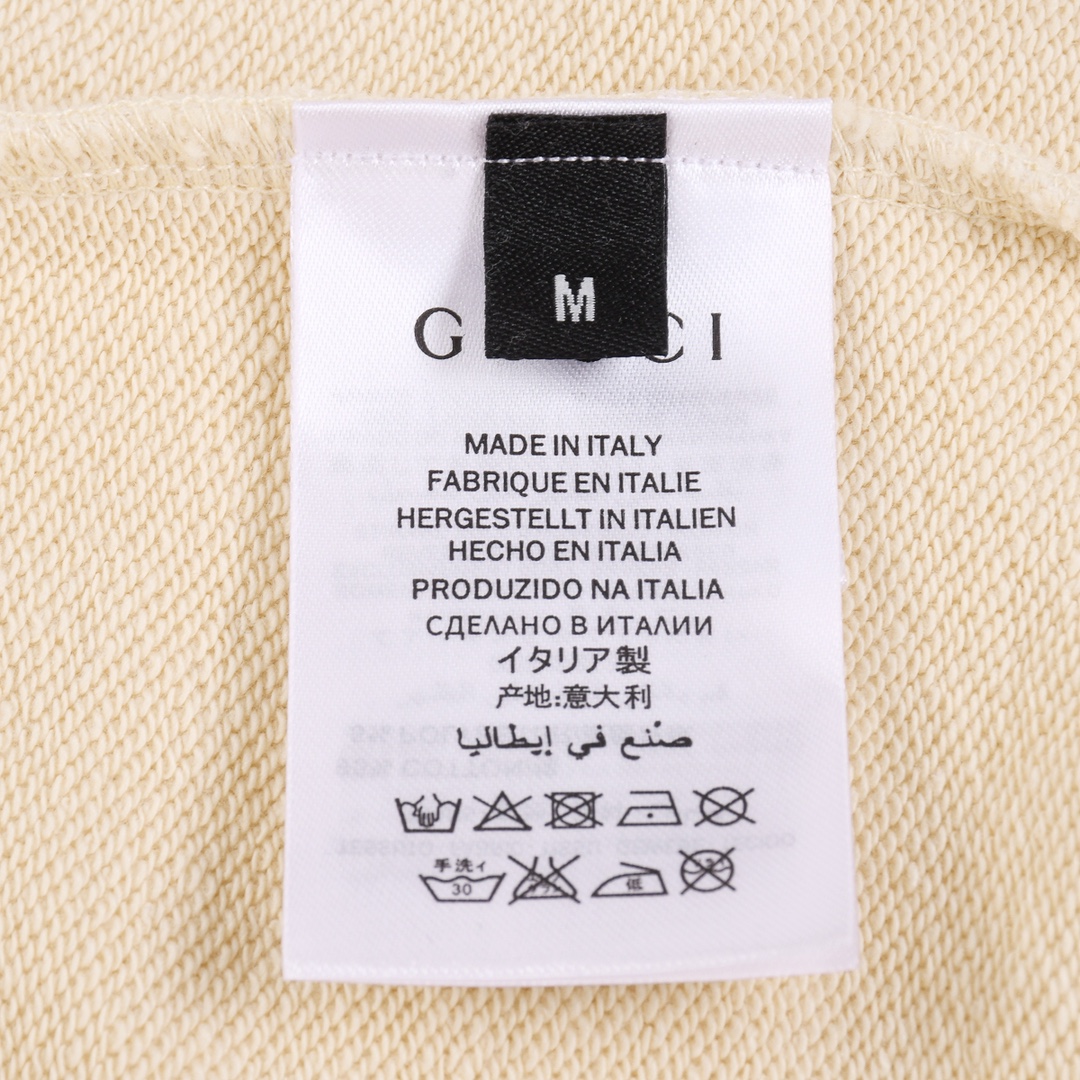 M
G CI
MADE IN ITALY
FABRIQUE EN ITALIE
HERGESTELLT IN ITALIEN
HECHO EN ITALIA
PRODUZIDO NA ITALIA
СДЕЛАНО В ИТАЛИИ
イタリア製
产地:意大利
صنع في إيطاليا
手洗イ
30
低